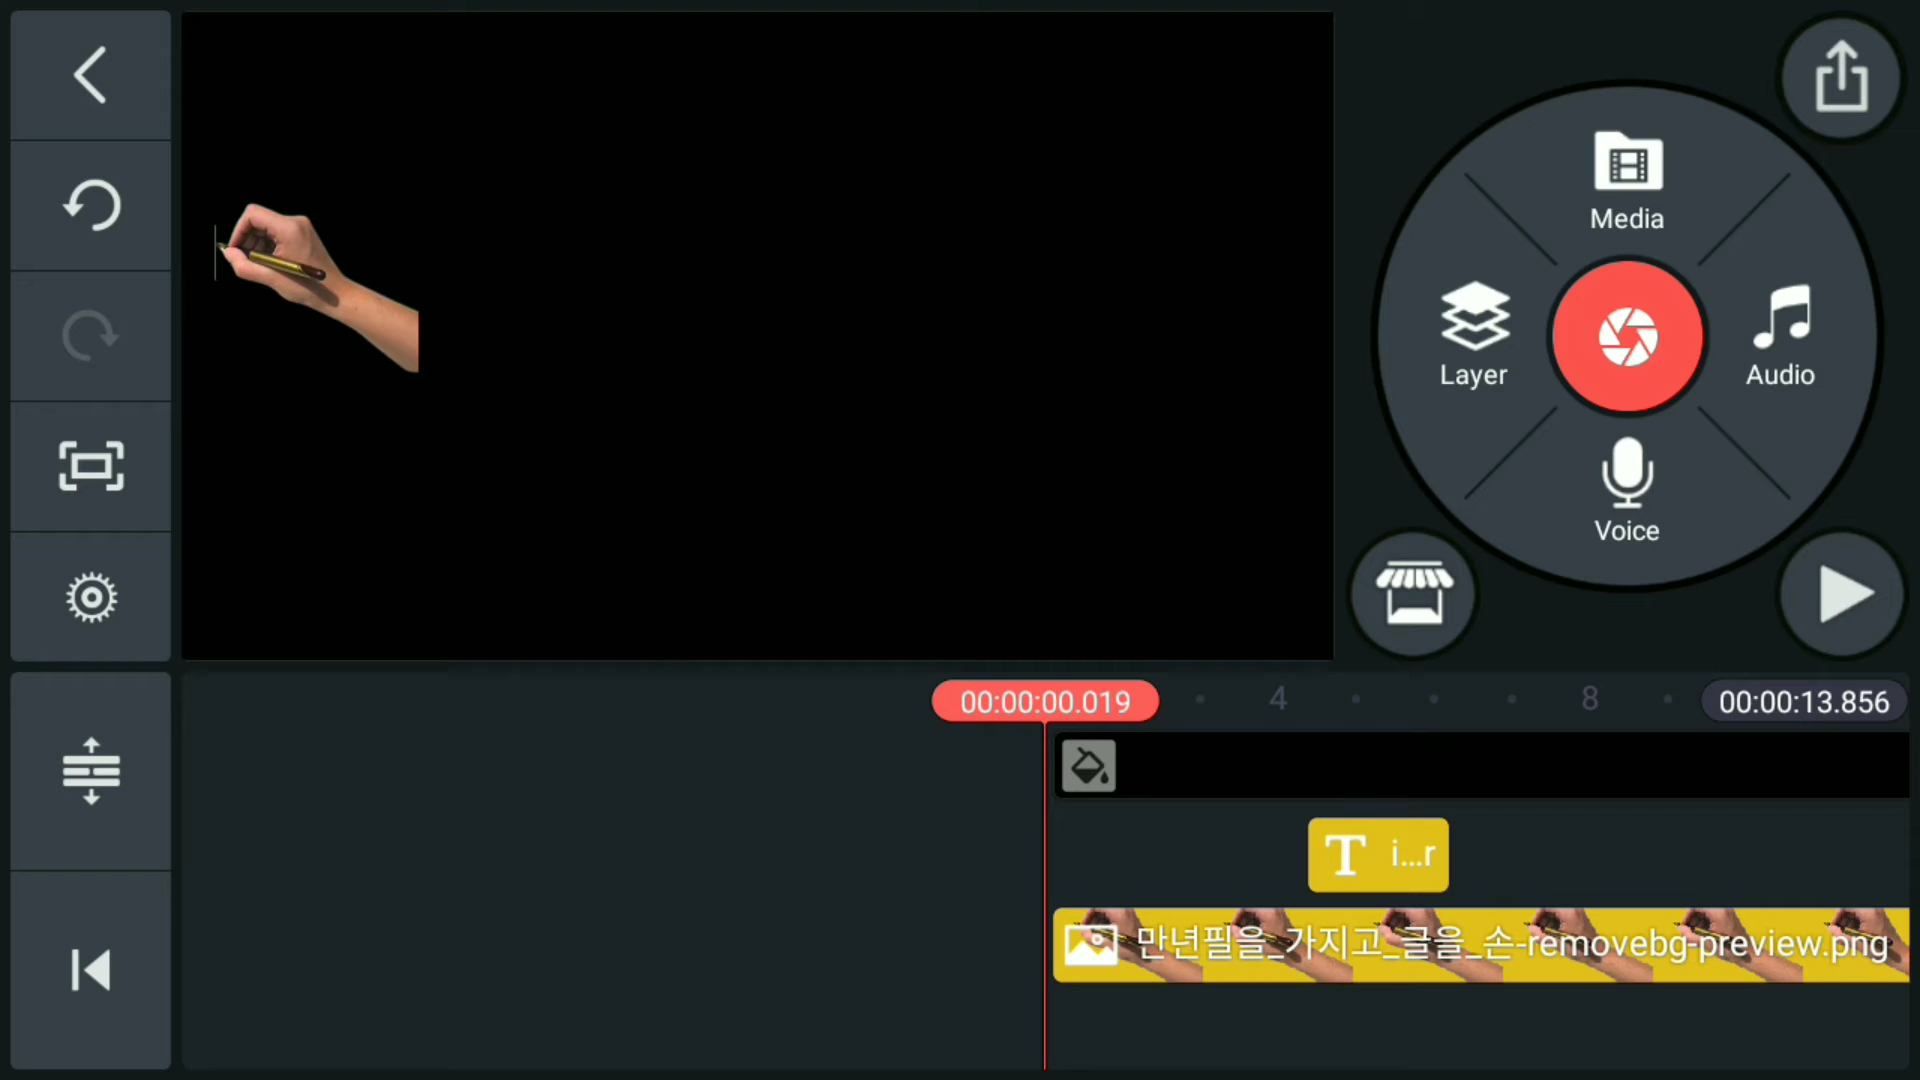 Media
Layer
Audio
Voice
00:00:00.019
4
8
00:00:13.856
T i...r
만년필을_가지고_글을_손-removebg-preview.png